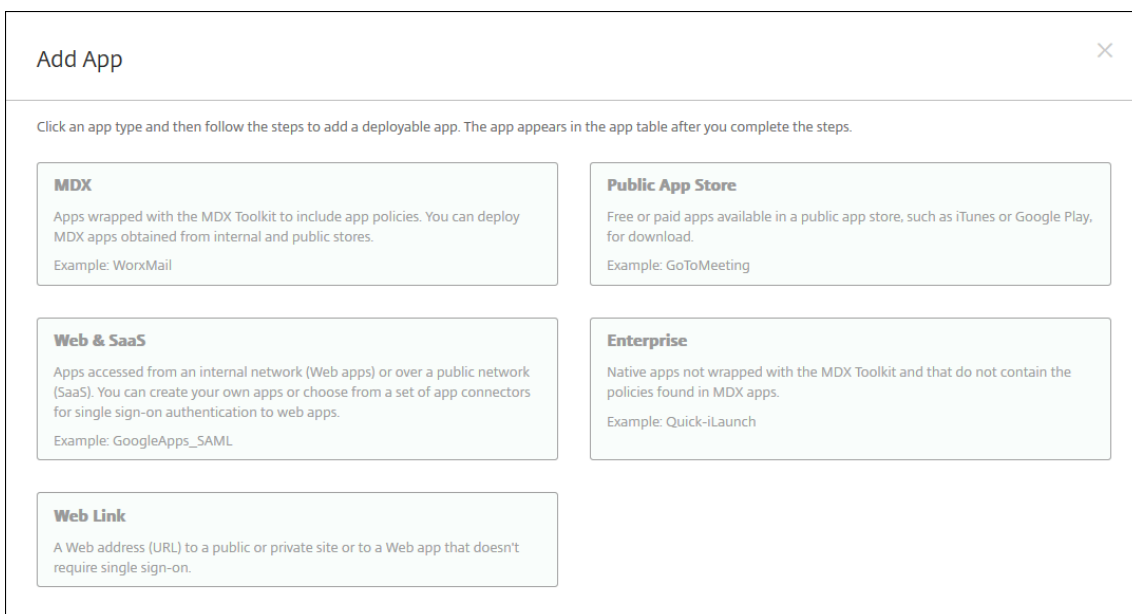 Add App
Click an app type and then follow the steps to add a deployable app. The app appears in the app table after you complete the steps.
MDX
Apps wrapped with the MDX Toolkit to include app policies. You can deploy
MDX apps obtained from internal and public stores.
Example: WorxMail
Public App Store
Free or paid apps available in a public app store, such as iTunes or Google Play,
for download.
Example: GoToMeeting
Web & SaaS
Apps accessed from an internal network (Web apps) or over a public network
(SaaS). You can create your own apps or choose from a set of app connectors
for single sign-on authentication to web apps.
Example: GoogleApps_SAML
Enterprise
Native apps not wrapped with the MDX Toolkit and that do not contain the
policies found in MDX apps.
Example: Quick-iLaunch
Web Link
A Web address (URL) to a public or private site or to a Web app that doesn't
require single sign-on.